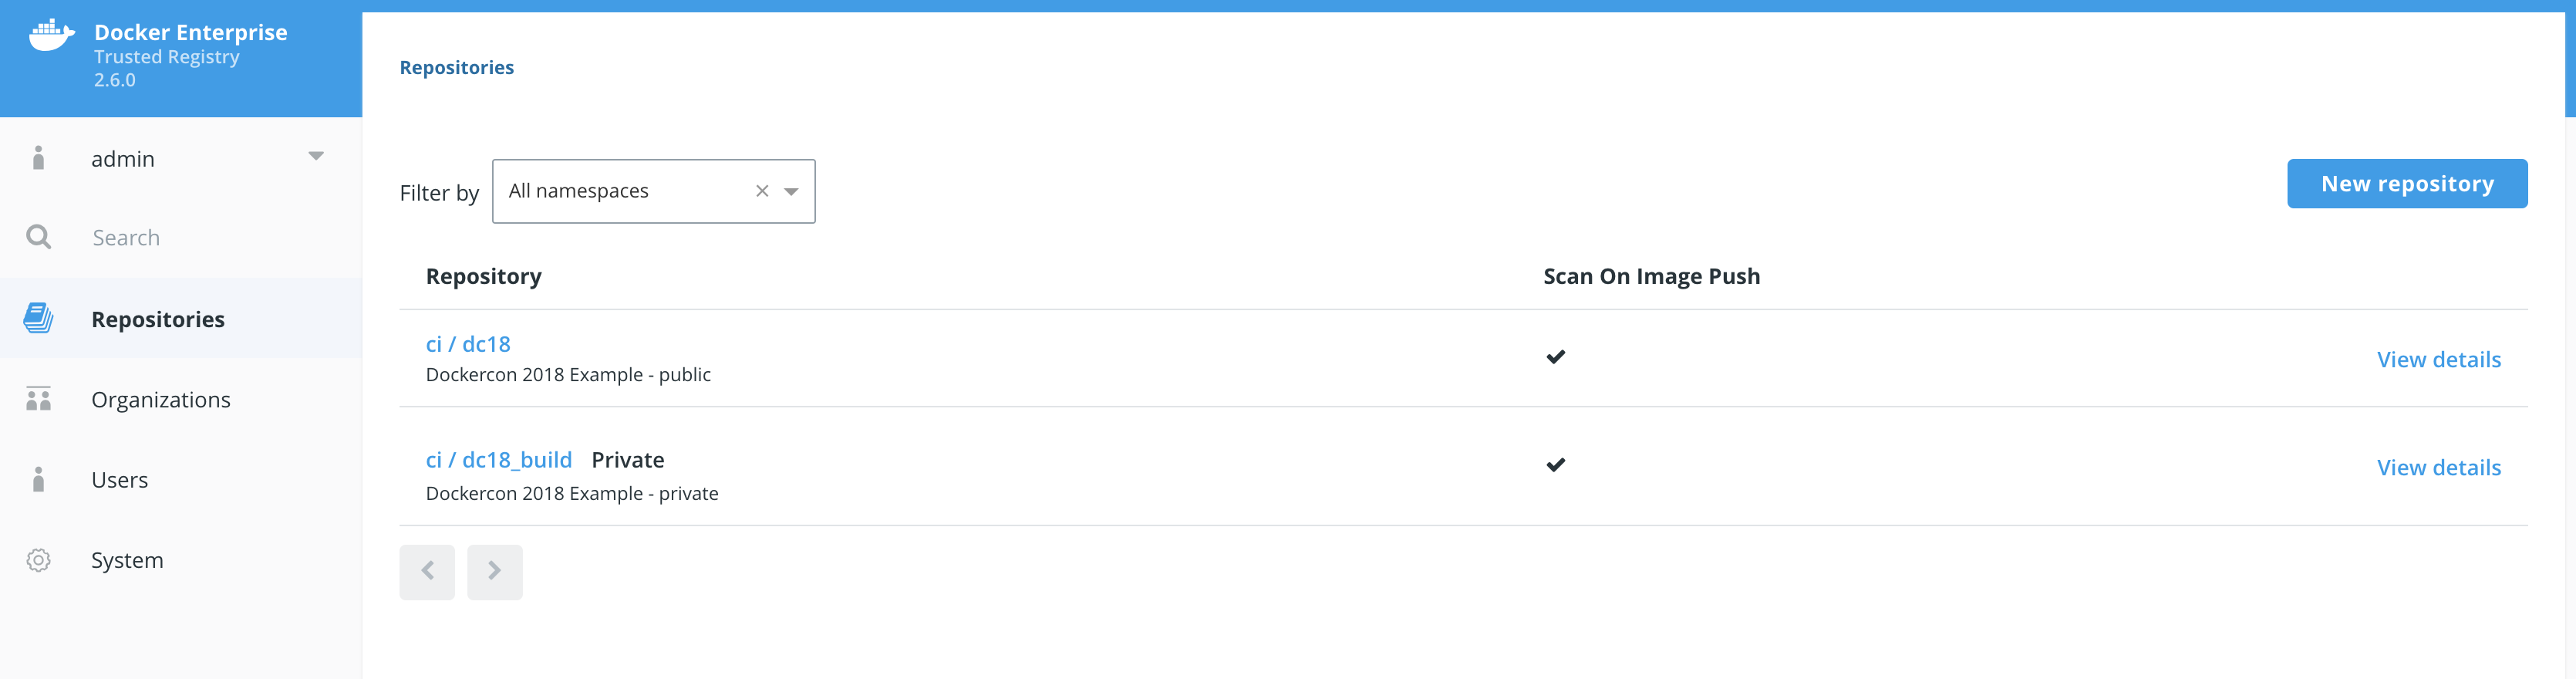 Docker Enterprise
Trusted Registry
2.6.0
admin
Search
Repositories
Organizations
Users
System
Repositories
Filter by All namespaces
New repository
Repository Scan On Image Push
ci / dc18
Dockercon 2018 Example - public
View details
ci / dc18_build Private
Dockercon 2018 Example - private
View details